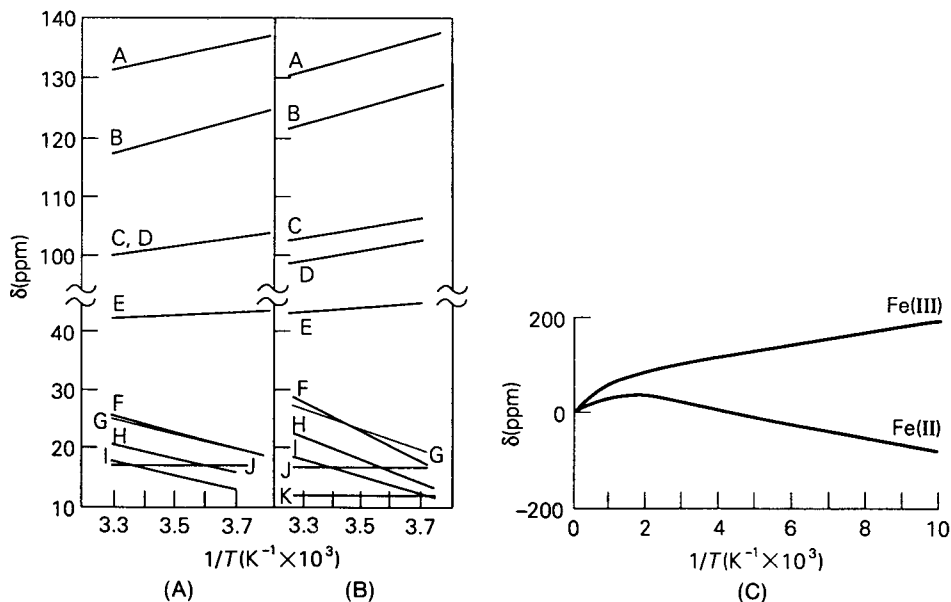 140
130
120
110
100
40
30
20
10
δ(ppm)
A
B
C, D
E
F
G
H
I
J
3.3
3.5
3.7
A
B
C
D
E
F
G
H
I
J
K
3.3
3.5
3.7
1/T(K⁻¹×10³)
(A)
(B)
200
0
−200
δ(ppm)
Fe(III)
Fe(II)
0
2
4
6
8
10
1/T(K⁻¹×10³)
(C)